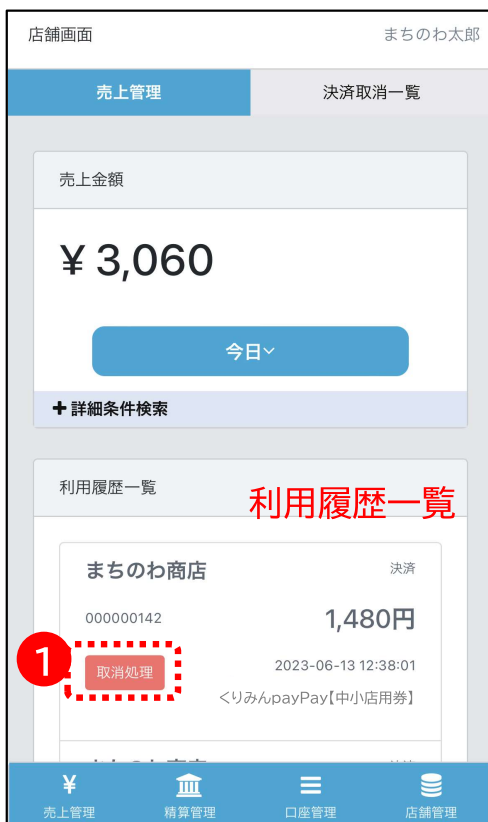 店舗画面 まちのわ太郎
売上管理 決済取消一覧
売上金額
¥ 3,060
今日
詳細条件検索
利用履歴一覧 利用履歴一覧
まちのわ商店 決済
000000142 1,480円
1 取消処理 2023-06-13 12:38:01
くりみんpayPay【中小店用券】
¥
売上管理 精算管理 口座管理 店舗管理